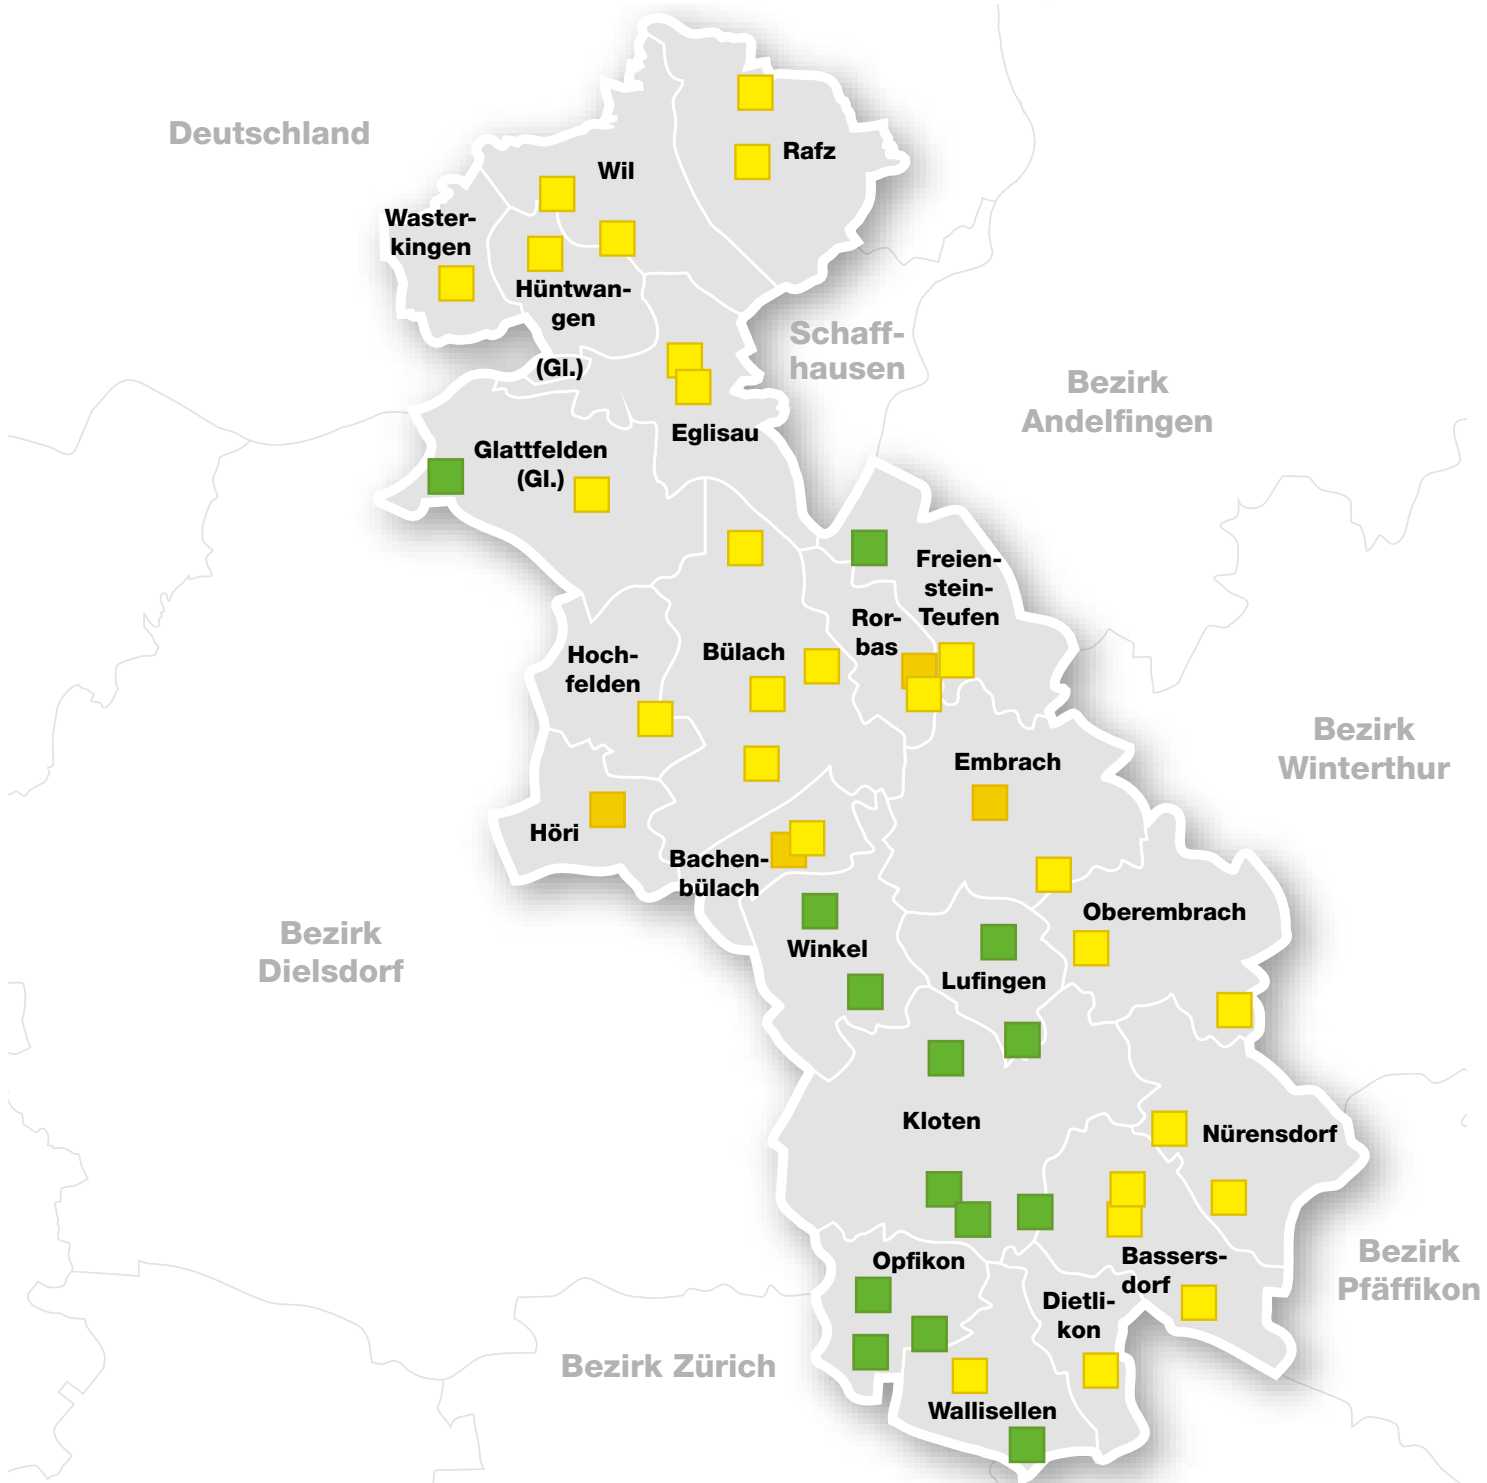 Deutschland
Rafz
Wil
Waster-
kingen
Hüntwan-
gen
(Gl.)
Schaff-
hausen
Bezirk
Andelfingen
Eglisau
Glattfelden
(Gl.)
Freien-
stein-
Teufen
Ror-
bas
Hoch-
felden
Bülach
Bezirk
Winterthur
Embrach
Höri
Bachen-
bülach
Oberembrach
Bezirk
Dielsdorf
Winkel
Lufingen
Kloten
Nürensdorf
Bezirk
Pfäffikon
Opfikon
Bassers-
dorf
Dietli-
kon
Bezirk Zürich
Wallisellen